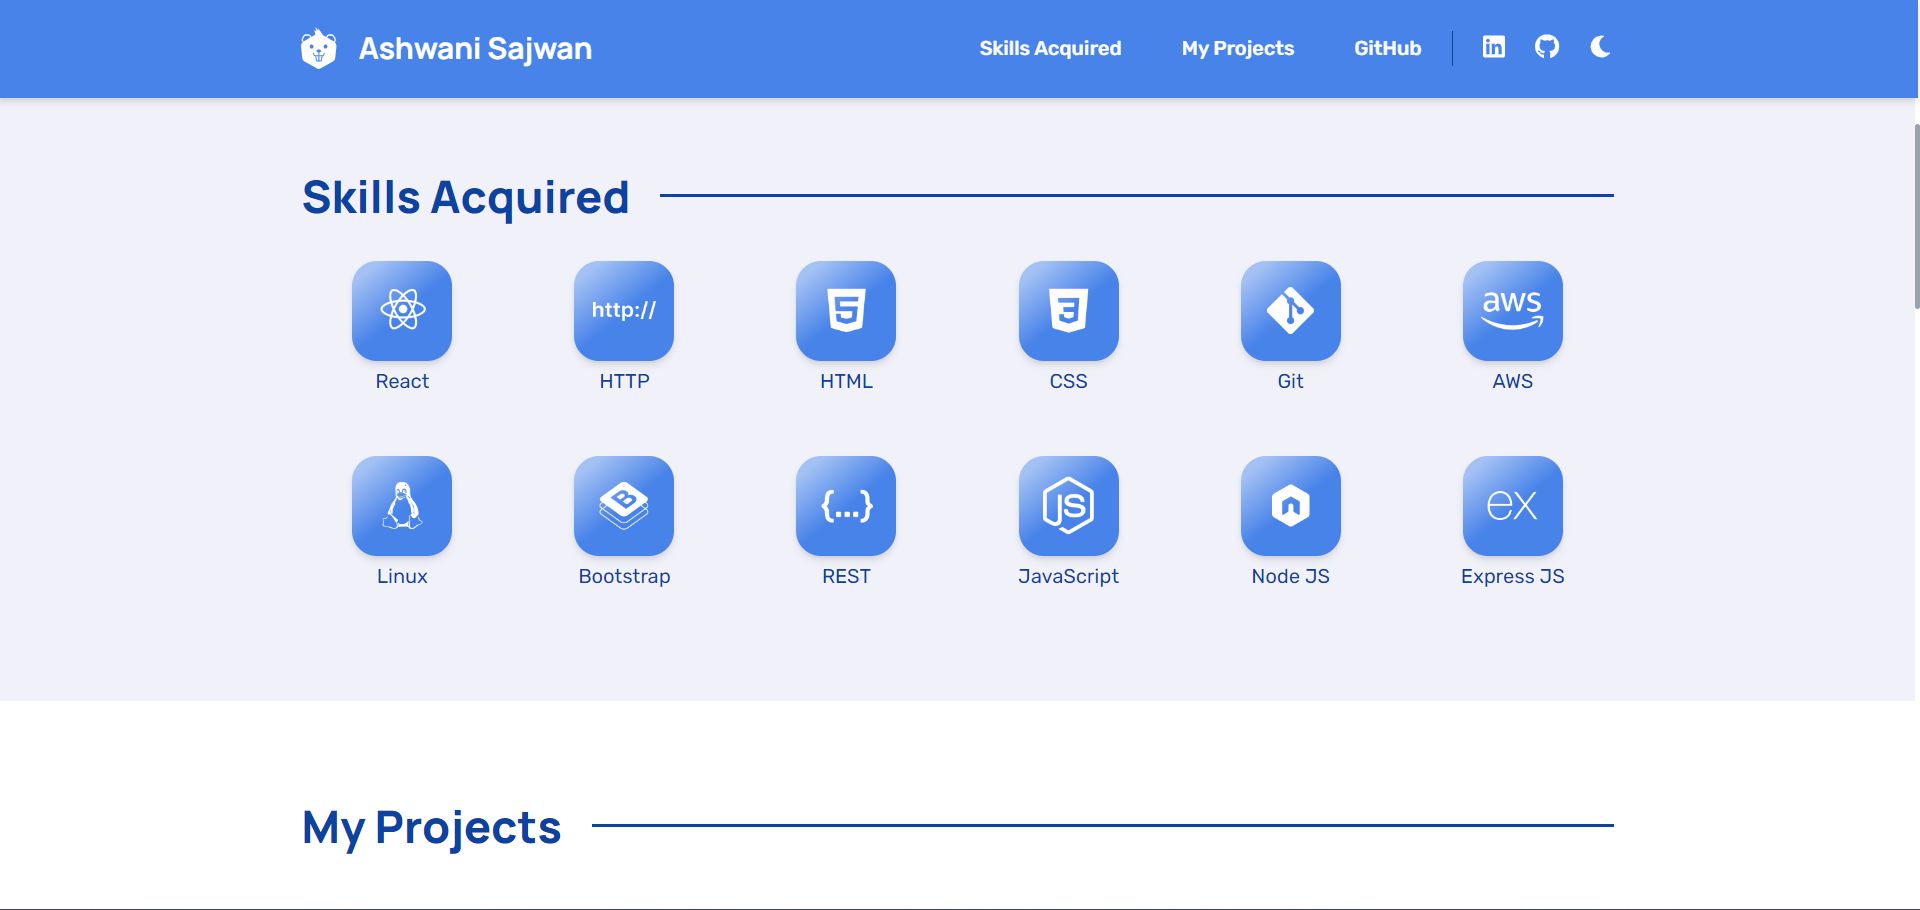 Ashwani Sajwan
Skills Acquired My Projects GitHub in
Skills Acquired
http:// 5 3 aws
React HTTP HTML CSS Git AWS
B {...} JS n ex
Linux Bootstrap REST JavaScript Node JS Express JS
My Projects